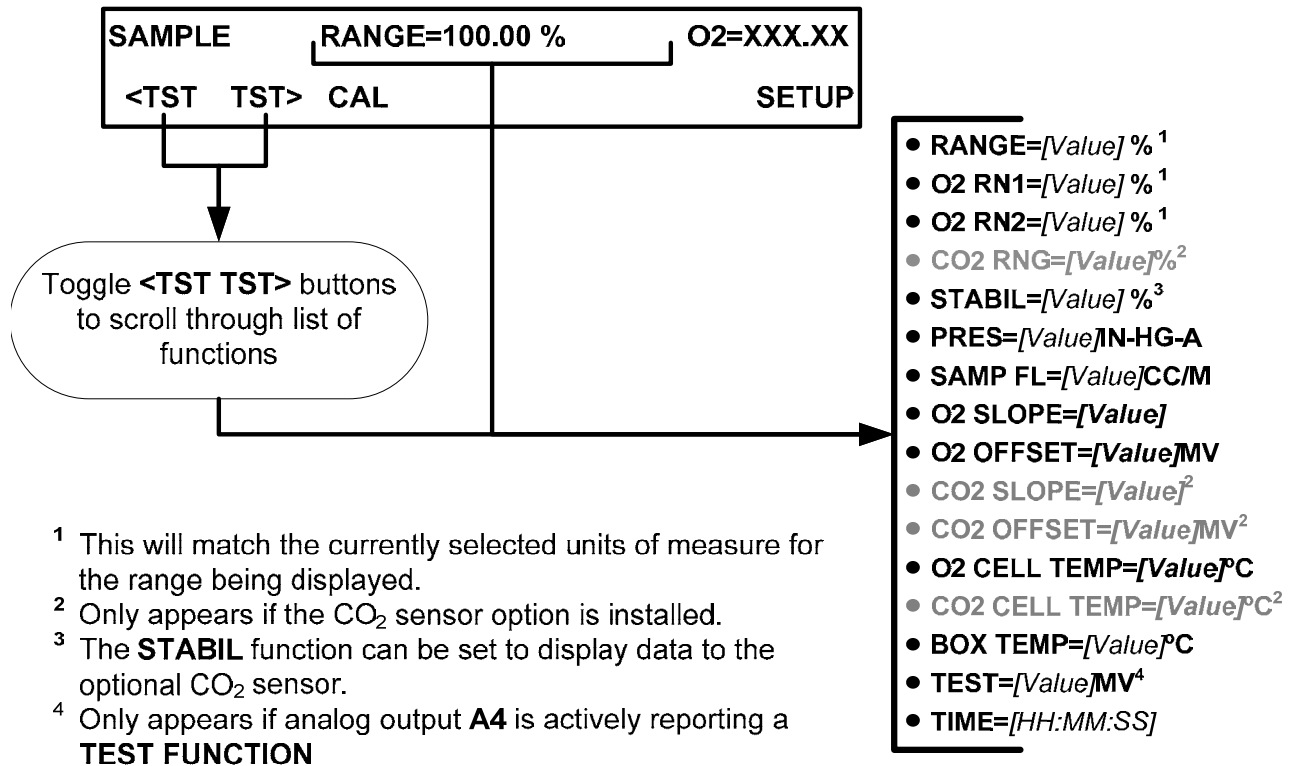 SAMPLE RANGE=100.00 % O2=XXX.XX
<TST TST> CAL SETUP
Toggle <TST TST> buttons
to scroll through list of
functions
• RANGE=[Value] % ¹
• O2 RN1=[Value] % ¹
• O2 RN2=[Value] % ¹
• CO2 RNG=[Value]%²
• STABIL=[Value] %³
• PRES=[Value]IN-HG-A
• SAMP FL=[Value]CC/M
• O2 SLOPE=[Value]
• O2 OFFSET=[Value]MV
• CO2 SLOPE=[Value]²
• CO2 OFFSET=[Value]MV²
• O2 CELL TEMP=[Value]ºC
• CO2 CELL TEMP=[Value]ºC²
• BOX TEMP=[Value]ºC
• TEST=[Value]MV⁴
• TIME=[HH:MM:SS]
¹ This will match the currently selected units of measure for
the range being displayed.
² Only appears if the CO₂ sensor option is installed.
³ The STABIL function can be set to display data to the
optional CO₂ sensor.
⁴ Only appears if analog output A4 is actively reporting a
TEST FUNCTION